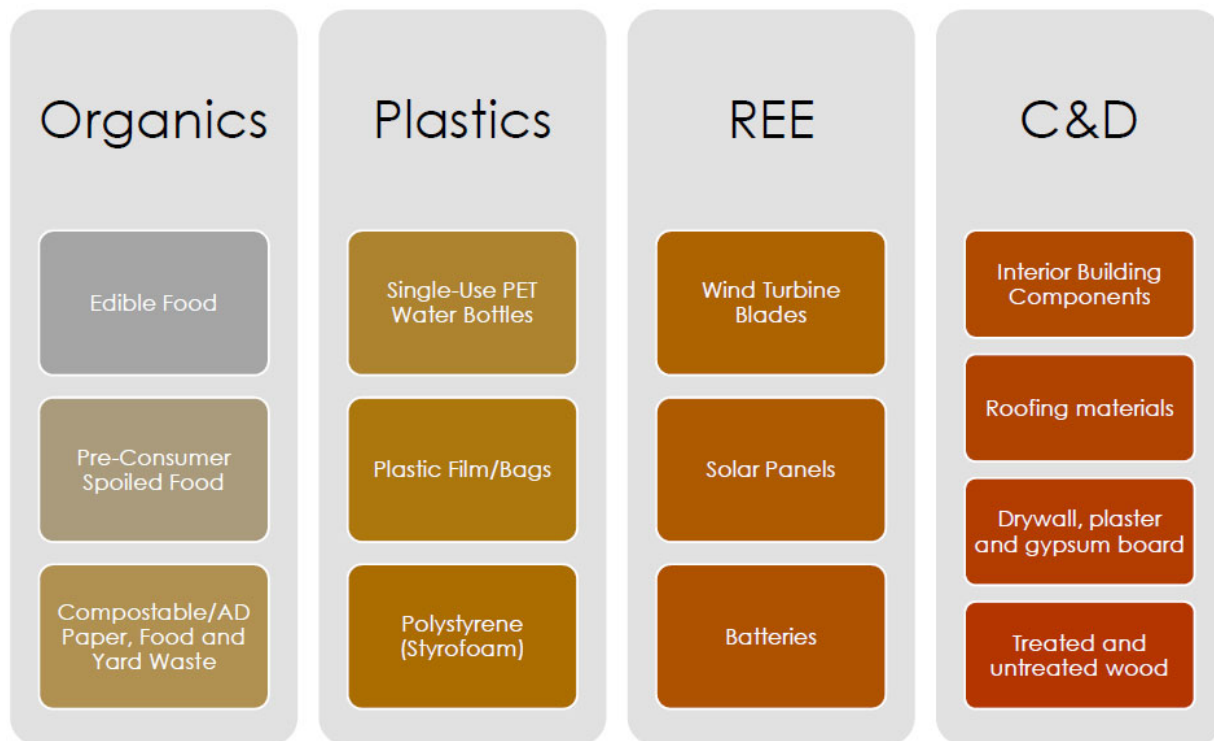 Organics
Edible Food
Pre-Consumer
Spoiled Food
Compostable/AD
Paper, Food and
Yard Waste
Plastics
Single-Use PET
Water Bottles
Plastic Film/Bags
Polystyrene
(Styrofoam)
REE
Wind Turbine
Blades
Solar Panels
Batteries
C&D
Interior Building
Components
Roofing materials
Drywall, plaster
and gypsum board
Treated and
untreated wood